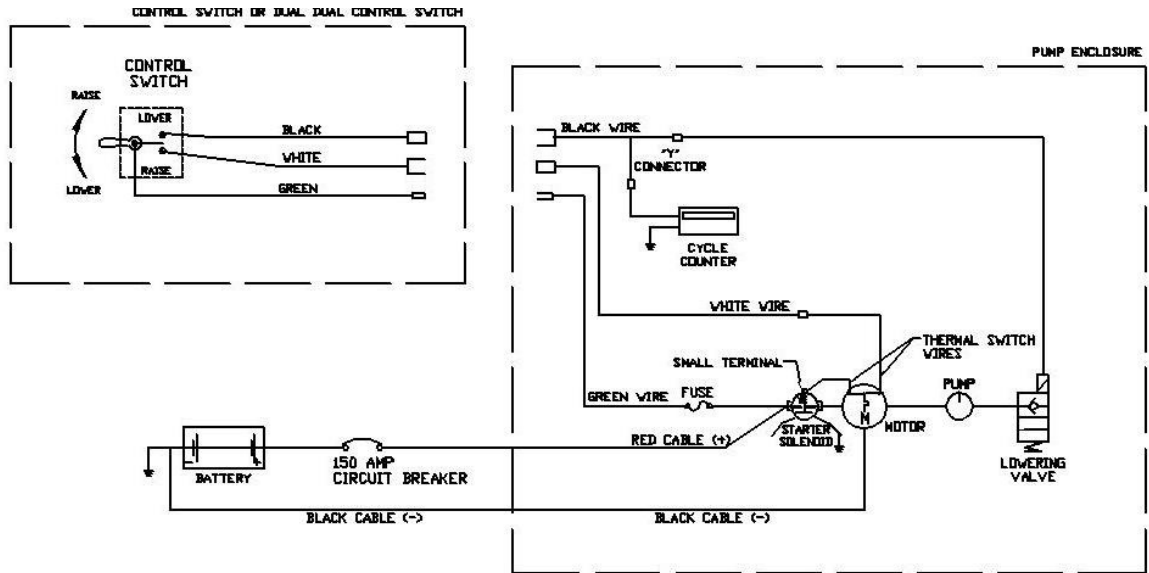 CONTROL SWITCH OR DUAL DUAL CONTROL SWITCH
PUMP ENCLOSURE
CONTROL
SWITCH
RAISE
LOWER
RAISE
LOWER
BLACK
WHITE
GREEN
BLACK WIRE
"Y"
CONNECTOR
CYCLE
COUNTER
WHITE WIRE
THERMAL SWITCH
WIRES
SMALL TERMINAL
GREEN WIRE
FUSE
PUMP
P
M
MOTOR
STARTER
SOLENOID
RED CABLE (+)
LOWERING
VALVE
BATTERY
150 AMP
CIRCUIT BREAKER
BLACK CABLE (-)
BLACK CABLE (-)